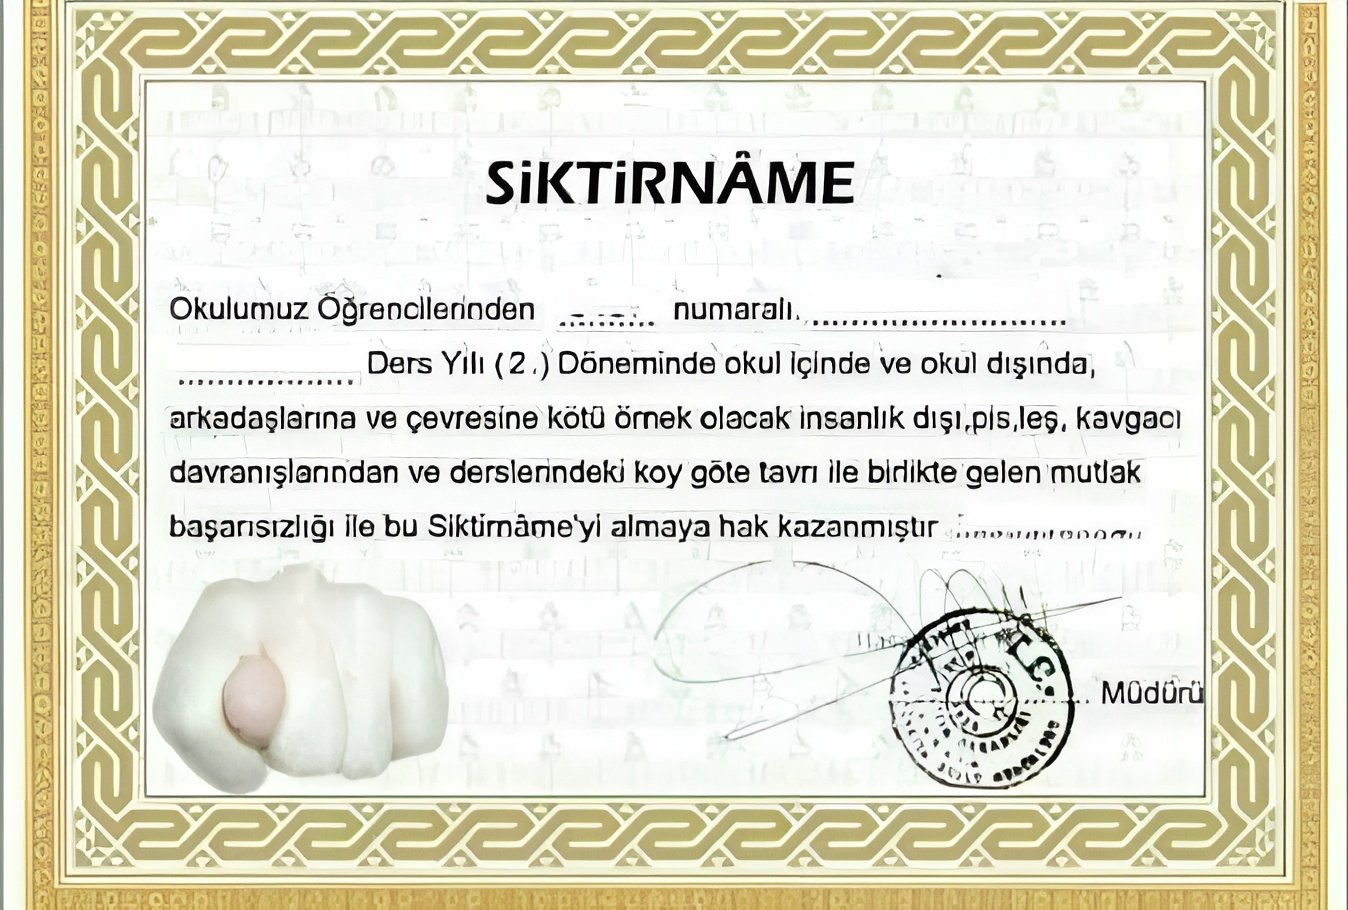 SiKTiRNÂME
Okulumuz Öğrencilerinden ........ numaralı. ..............................
.................... Ders Yılı (2.) Döneminde okul içinde ve okul dışında,
arkadaşlarına ve çevresine kötü örnek olacak insanlık dışı,pis,leş, kavgacı
davranışlarından ve derslerindeki koy göte tavrı ile birlikte gelen mutlak
başarısızlığı ile bu Siktirnâme'yi almaya hak kazanmıştır
T.C.
Müdürü